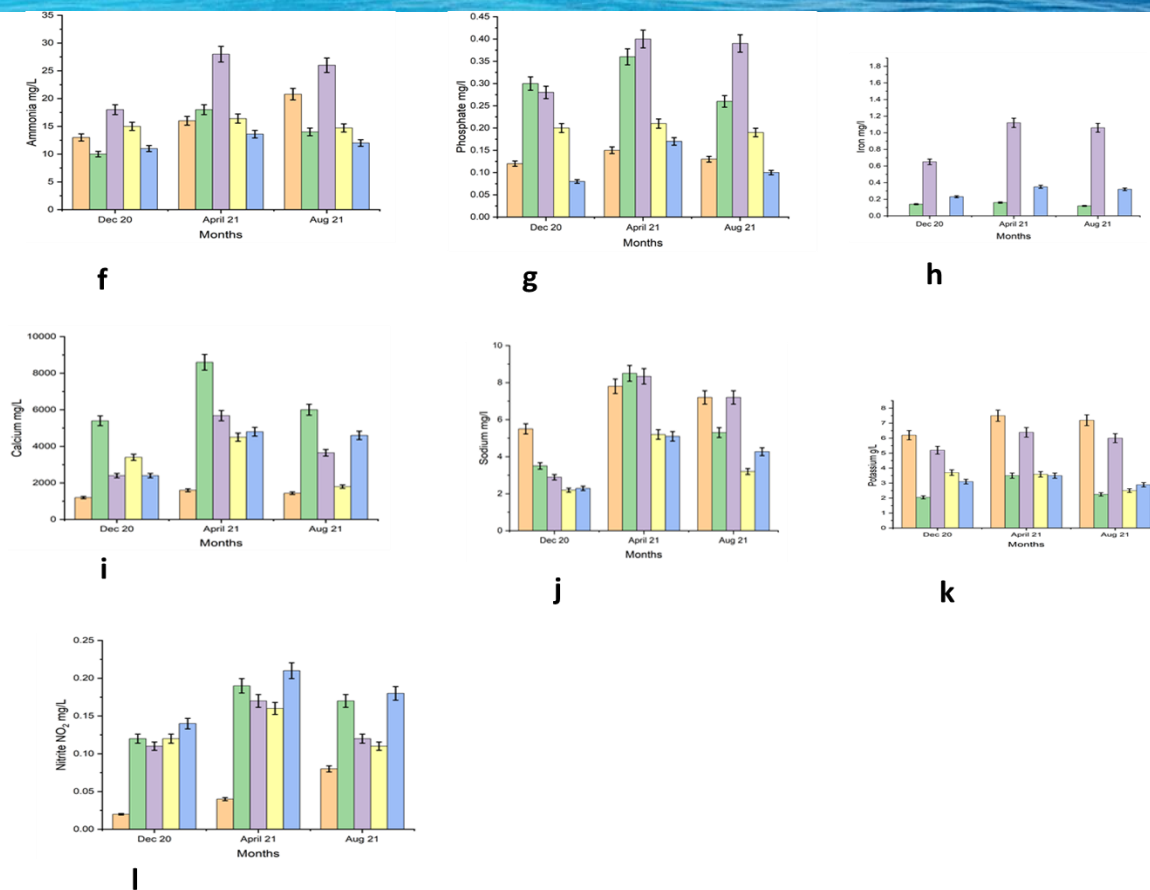 35
30
25
20
15
10
5
0
Ammonia mg/L
Dec 20 April 21 Aug 21
Months
f
0.45
0.40
0.35
0.30
0.25
0.20
0.15
0.10
0.05
0.00
Phosphate mg/l
Dec 20 April 21 Aug 21
Months
g
1.8
1.6
1.4
1.2
1.0
0.8
0.6
0.4
0.2
0.0
Iron mg/l
Dec 20 April 21 Aug 21
Months
h
10000
8000
6000
4000
2000
0
Calcium mg/L
Dec 20 April 21 Aug 21
Months
i
10
8
6
4
2
0
Sodium mg/l
Dec 20 April 21 Aug 21
Months
j
8
7
6
5
4
3
2
1
0
Potassium g/L
Dec 20 April 21 Aug 21
Months
k
0.25
0.20
0.15
0.10
0.05
0.00
Nitrite NO₂ mg/L
Dec 20 April 21 Aug 21
Months
l